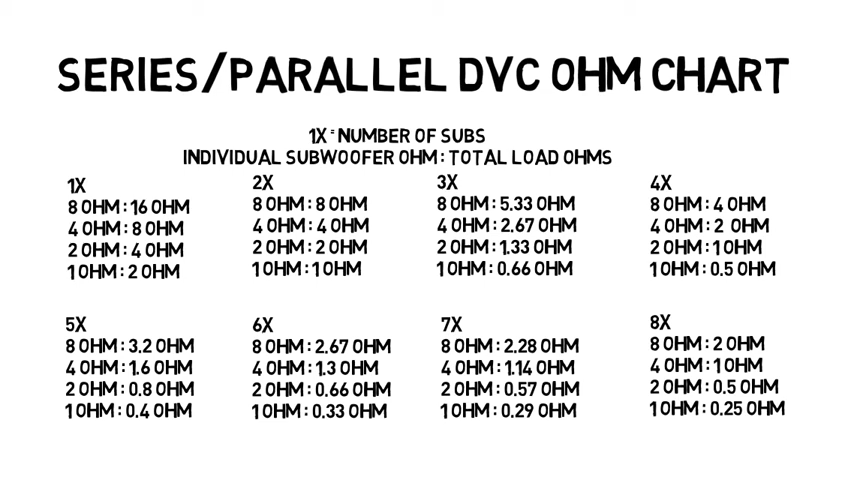 SERIES/PARALLEL DVC OHM CHART
1X = NUMBER OF SUBS
INDIVIDUAL SUBWOOFER OHM : TOTAL LOAD OHMS
1X
8 OHM : 16 OHM
4 OHM : 8 OHM
2 OHM : 4 OHM
1 OHM : 2 OHM
2X
8 OHM : 8 OHM
4 OHM : 4 OHM
2 OHM : 2 OHM
1 OHM : 1 OHM
3X
8 OHM : 5.33 OHM
4 OHM : 2.67 OHM
2 OHM : 1.33 OHM
1 OHM : 0.66 OHM
4X
8 OHM : 4 OHM
4 OHM : 2 OHM
2 OHM : 1 OHM
1 OHM : 0.5 OHM
5X
8 OHM : 3.2 OHM
4 OHM : 1.6 OHM
2 OHM : 0.8 OHM
1 OHM : 0.4 OHM
6X
8 OHM : 2.67 OHM
4 OHM : 1.3 OHM
2 OHM : 0.66 OHM
1 OHM : 0.33 OHM
7X
8 OHM : 2.28 OHM
4 OHM : 1.14 OHM
2 OHM : 0.57 OHM
1 OHM : 0.29 OHM
8X
8 OHM : 2 OHM
4 OHM : 1 OHM
2 OHM : 0.5 OHM
1 OHM : 0.25 OHM